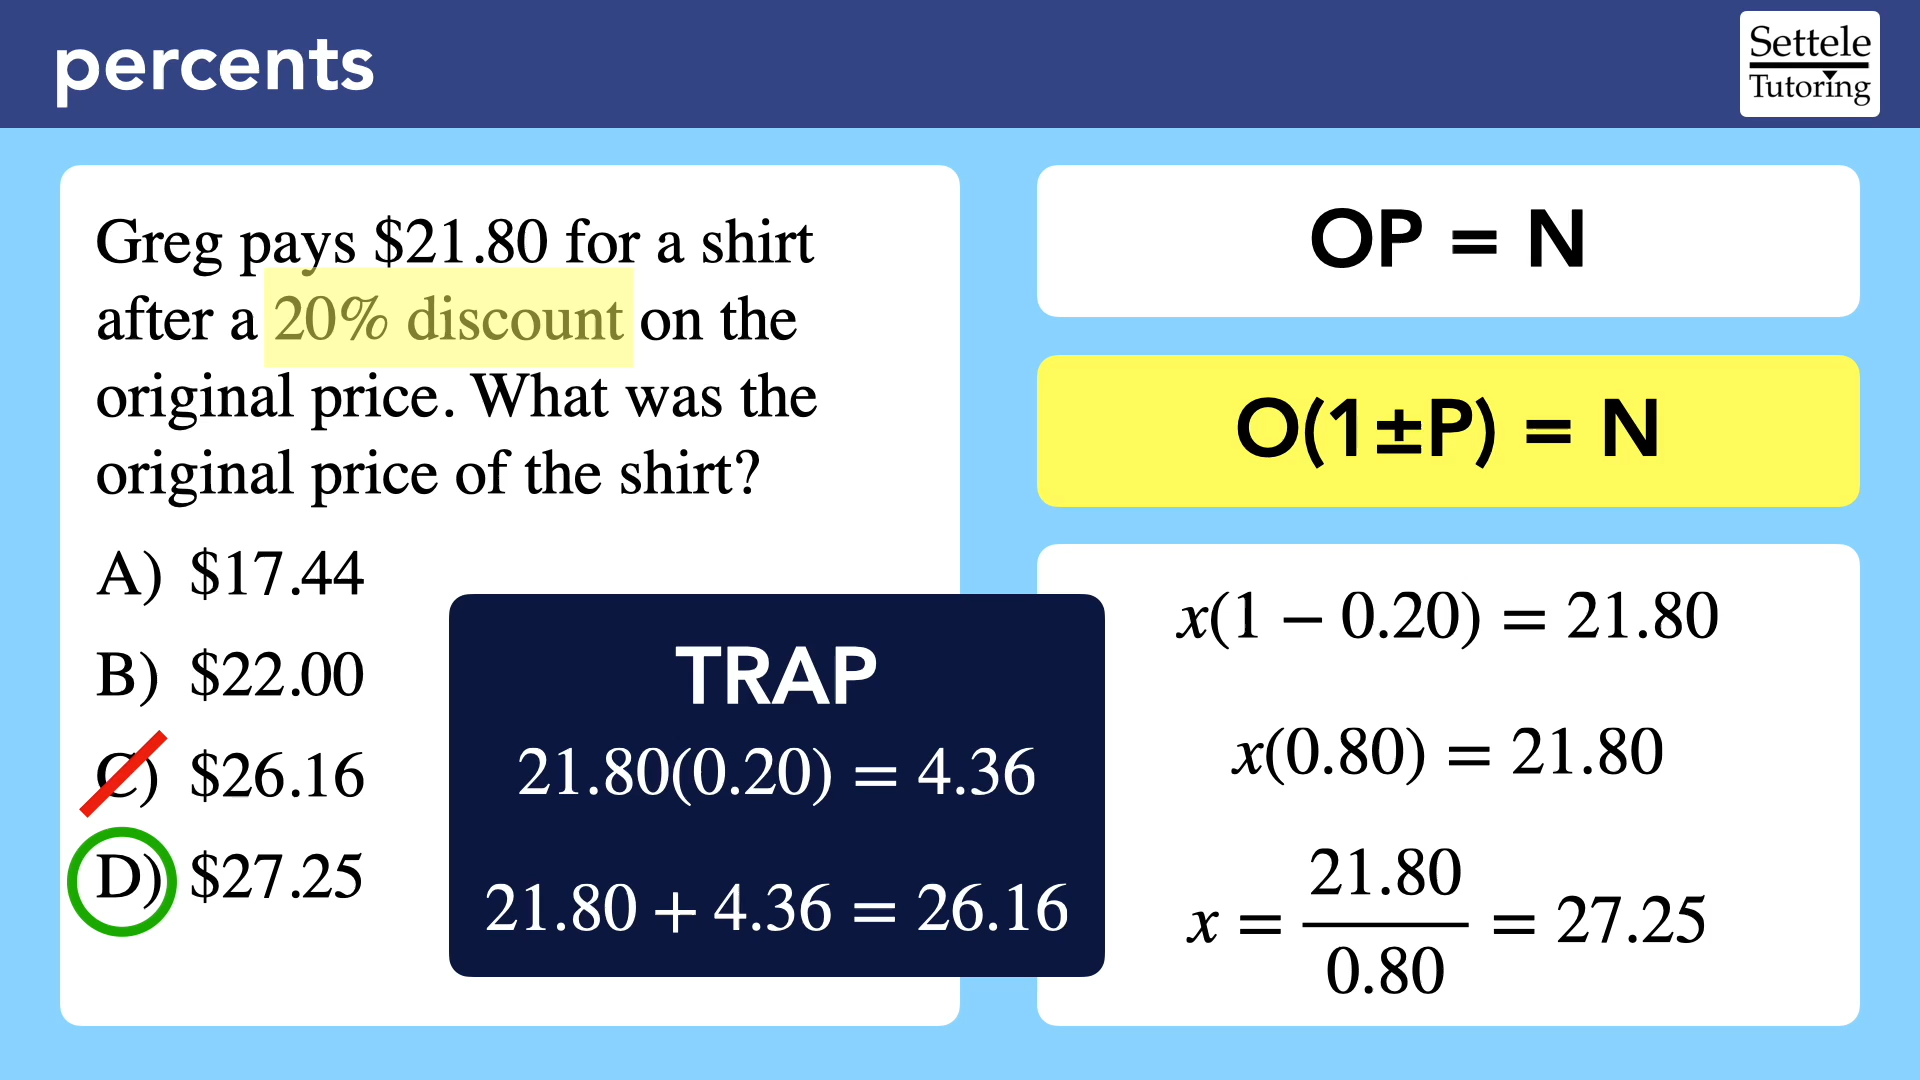 percents
Settele
Tutoring
Greg pays $21.80 for a shirt
after a 20% discount on the
original price. What was the
original price of the shirt?
A) $17.44
B) $22.00
C) $26.16
D) $27.25
TRAP
21.80(0.20) = 4.36
21.80 + 4.36 = 26.16
OP = N
O(1±P) = N
x(1 − 0.20) = 21.80
x(0.80) = 21.80
x = 21.80/0.80 = 27.25